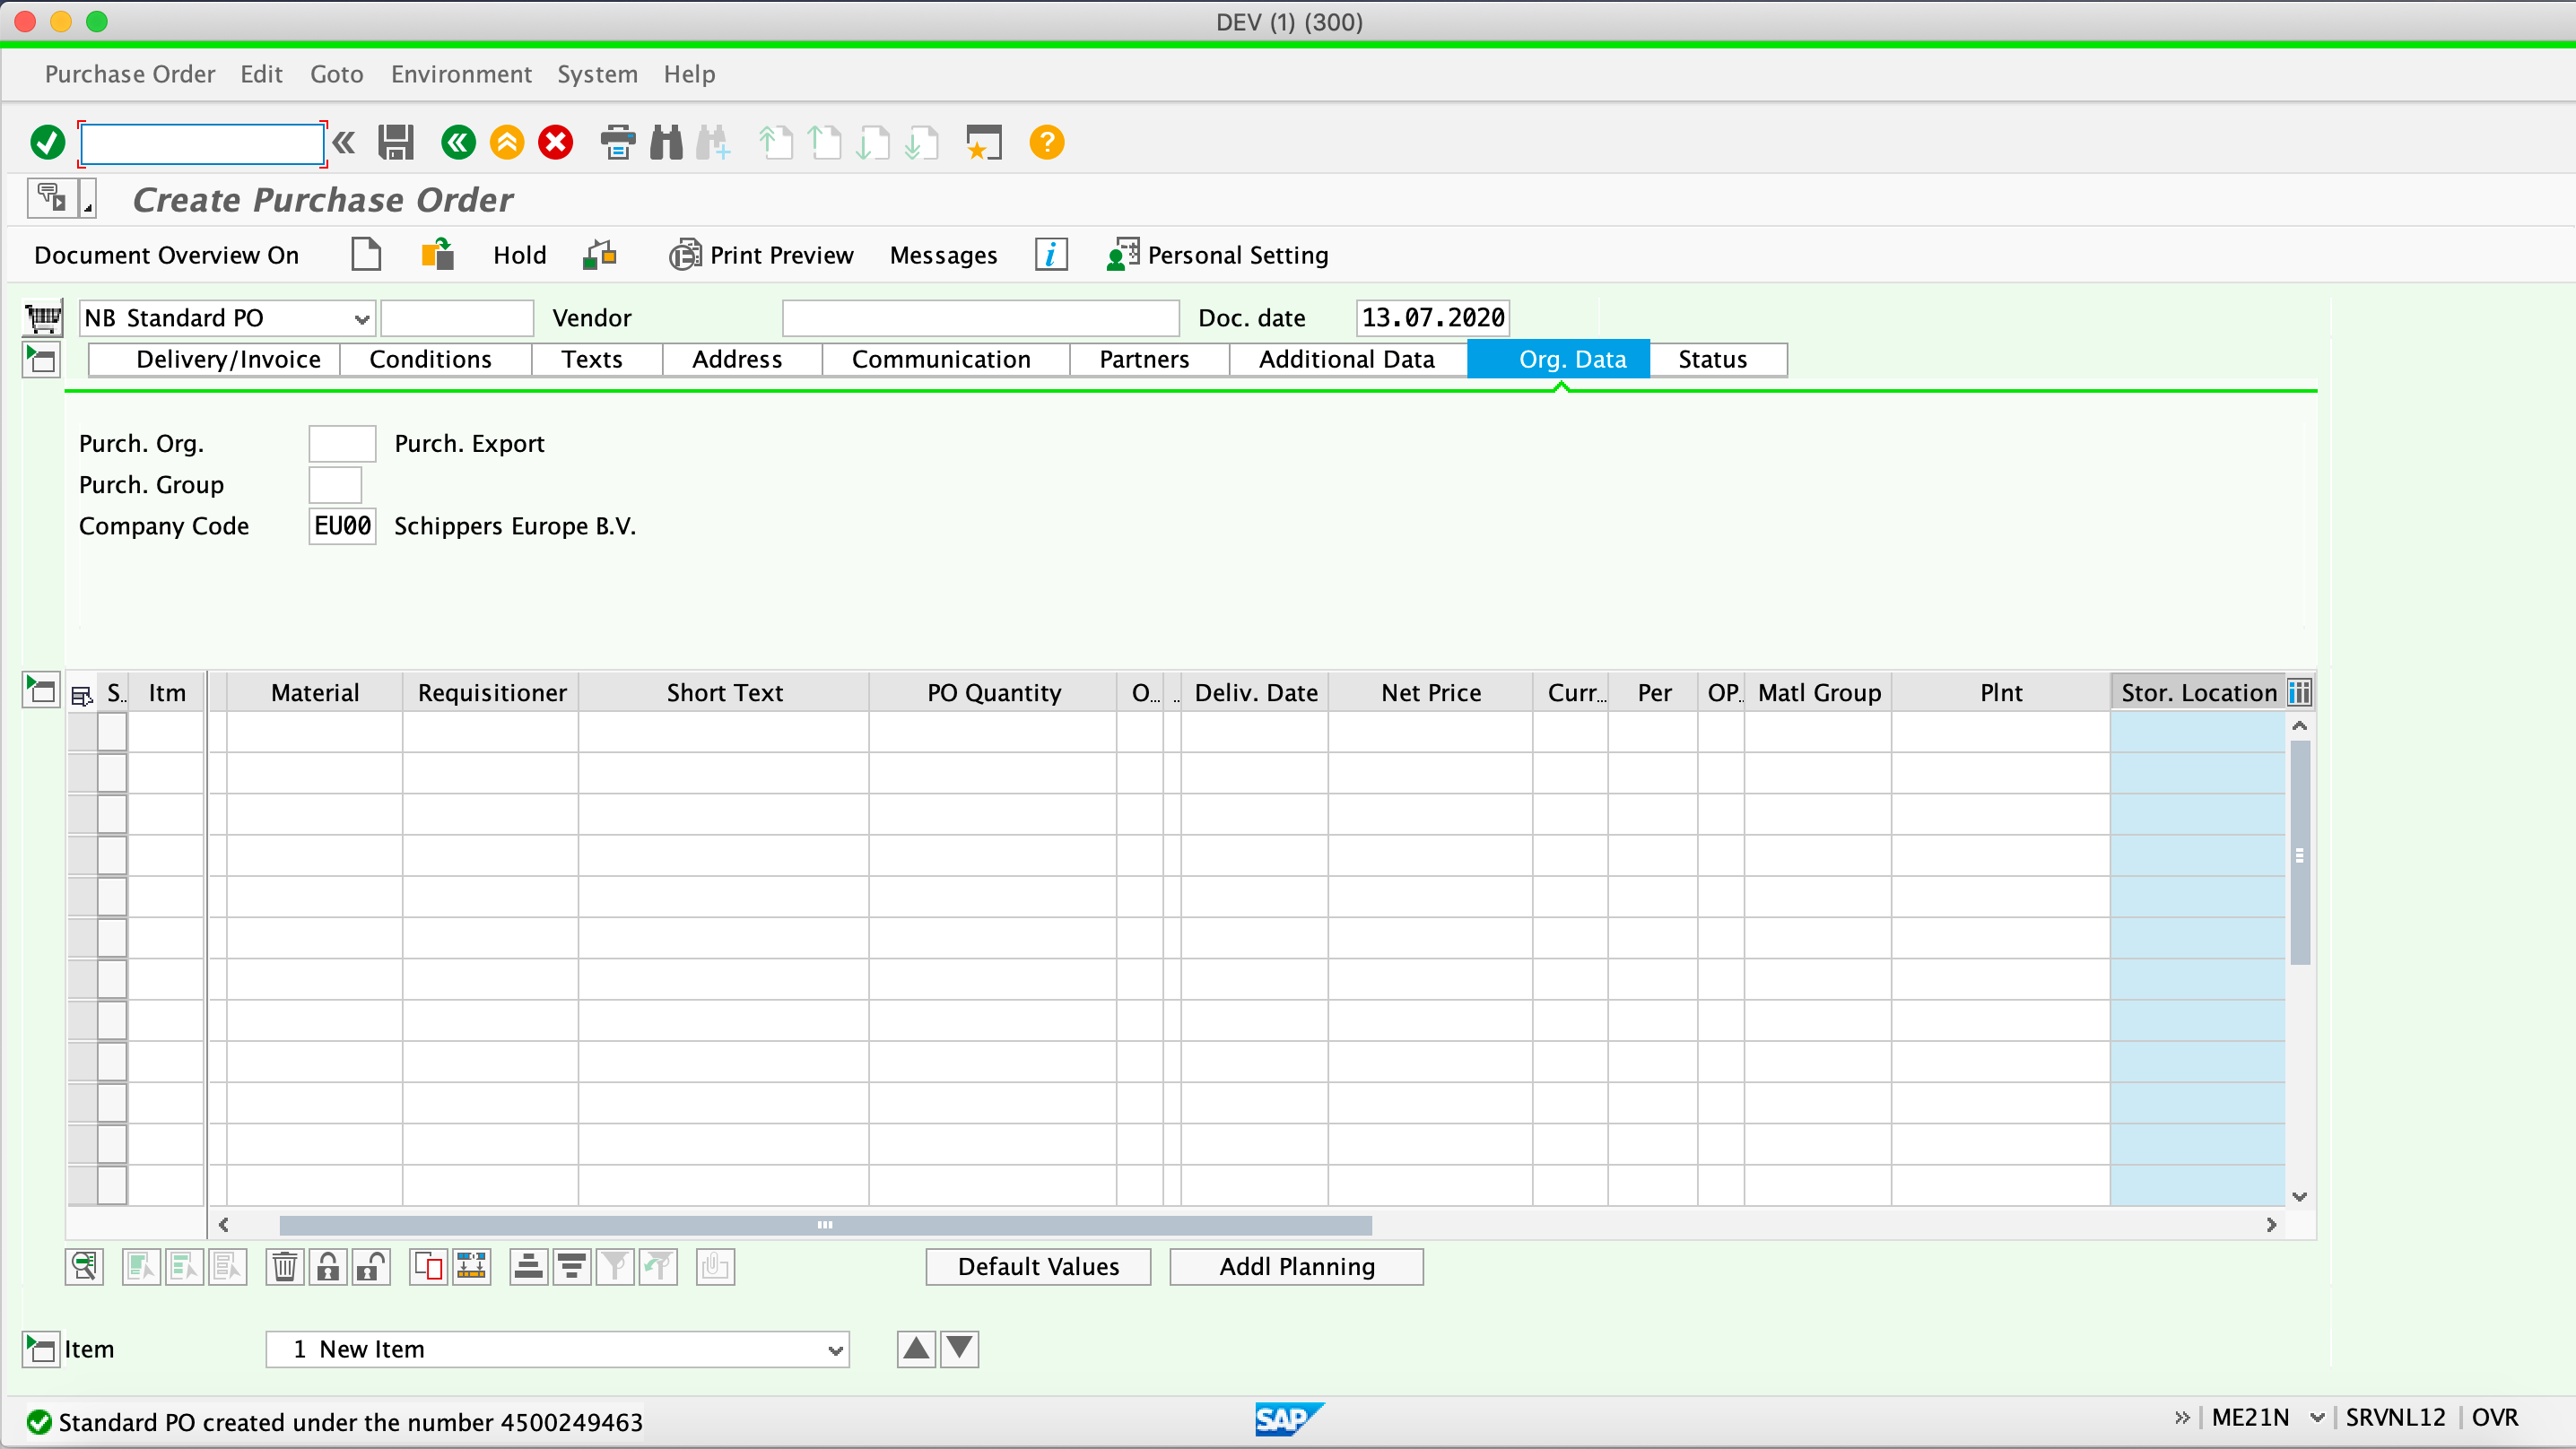 DEV (1) (300)
Purchase Order Edit Goto Environment System Help
Create Purchase Order
Document Overview On Hold Print Preview Messages Personal Setting
NB Standard PO Vendor Doc. date 13.07.2020
Delivery/Invoice Conditions Texts Address Communication Partners Additional Data Org. Data Status
Purch. Org. Purch. Export
Purch. Group
Company Code EU00 Schippers Europe B.V.
S.. Itm Material Requisitioner Short Text PO Quantity O... .. Deliv. Date Net Price Curr... Per OP.. Matl Group Plnt Stor. Location
Default Values Addl Planning
Item 1 New Item
Standard PO created under the number 4500249463 SAP ME21N SRVNL12 OVR